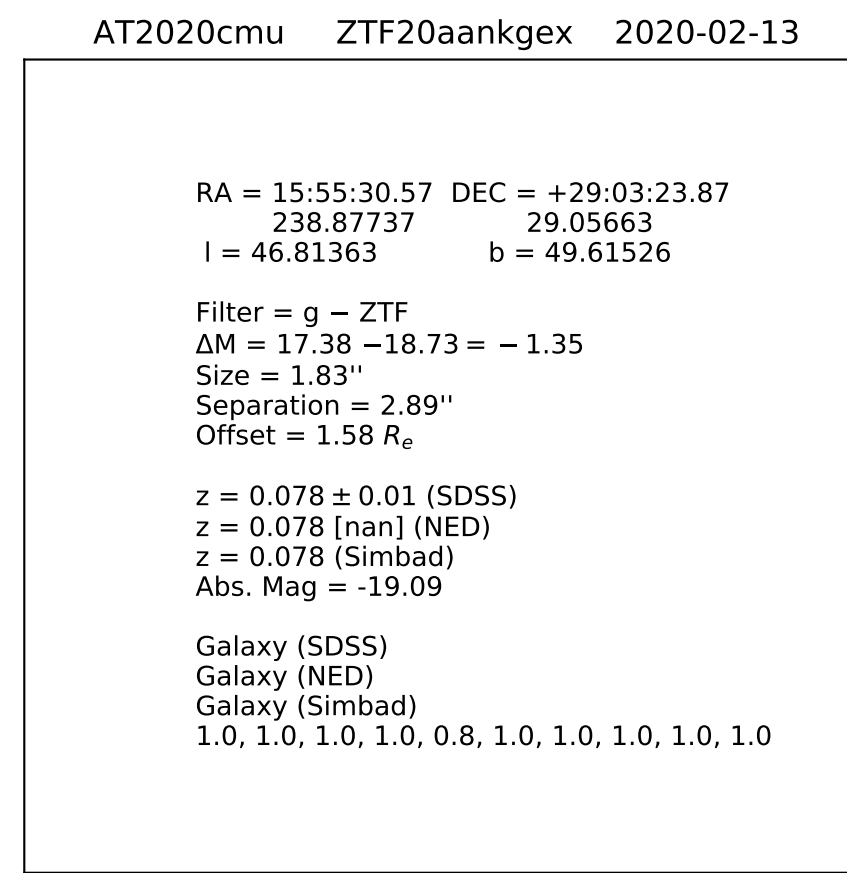 AT2020cmu ZTF20aankgex 2020-02-13
RA = 15:55:30.57 DEC = +29:03:23.87
238.87737 29.05663
l = 46.81363 b = 49.61526
Filter = g − ZTF
ΔM = 17.38 −18.73 = − 1.35
Size = 1.83''
Separation = 2.89''
Offset = 1.58 Rₑ
z = 0.078 ± 0.01 (SDSS)
z = 0.078 [nan] (NED)
z = 0.078 (Simbad)
Abs. Mag = -19.09
Galaxy (SDSS)
Galaxy (NED)
Galaxy (Simbad)
1.0, 1.0, 1.0, 1.0, 0.8, 1.0, 1.0, 1.0, 1.0, 1.0